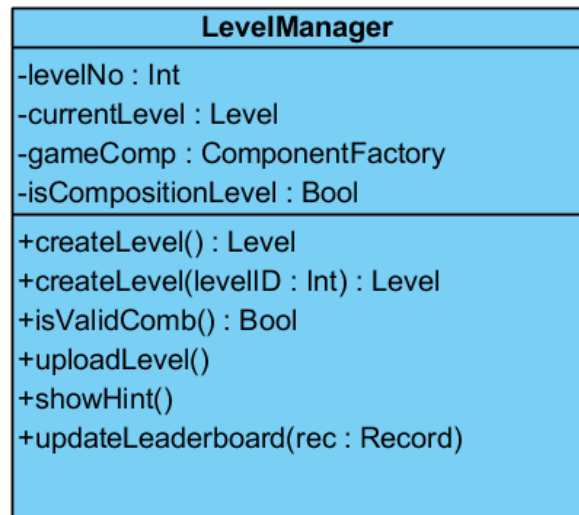 LevelManager
-levelNo : Int
-currentLevel : Level
-gameComp : ComponentFactory
-isCompositionLevel : Bool
+createLevel() : Level
+createLevel(levelID : Int) : Level
+isValidComb() : Bool
+uploadLevel()
+showHint()
+updateLeaderboard(rec : Record)